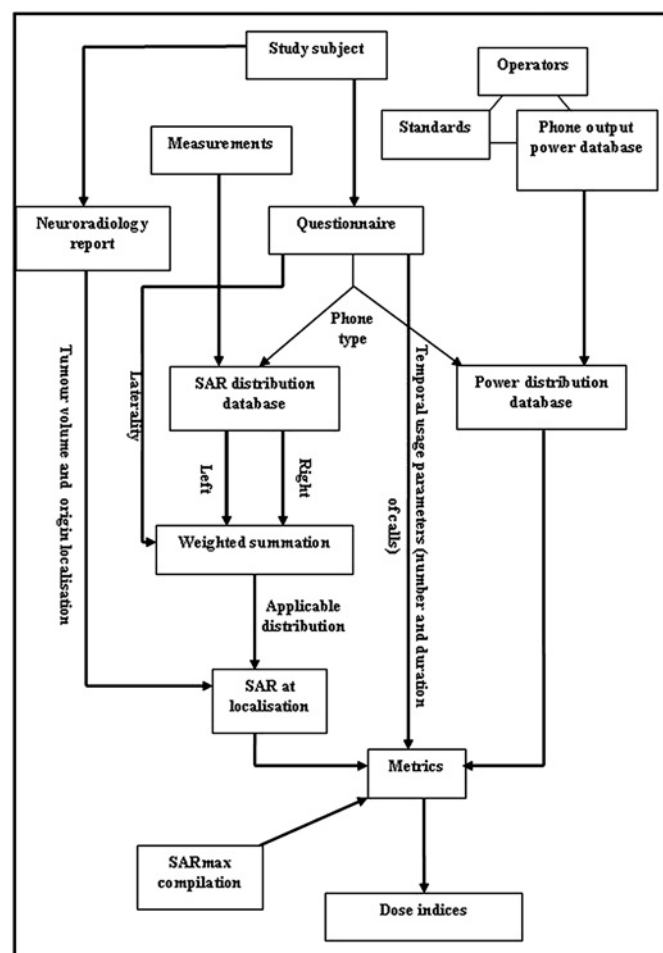 Study subject
Operators
Standards
Phone output
power database
Measurements
Neuroradiology
report
Questionnaire
Phone
type
Laterality
Tumour volume and origin localisation
Temporal usage parameters (number and duration
of calls)
SAR distribution
database
Power distribution
database
Left
Right
Weighted summation
Applicable
distribution
SAR at
localisation
Metrics
SARmax
compilation
Dose indices